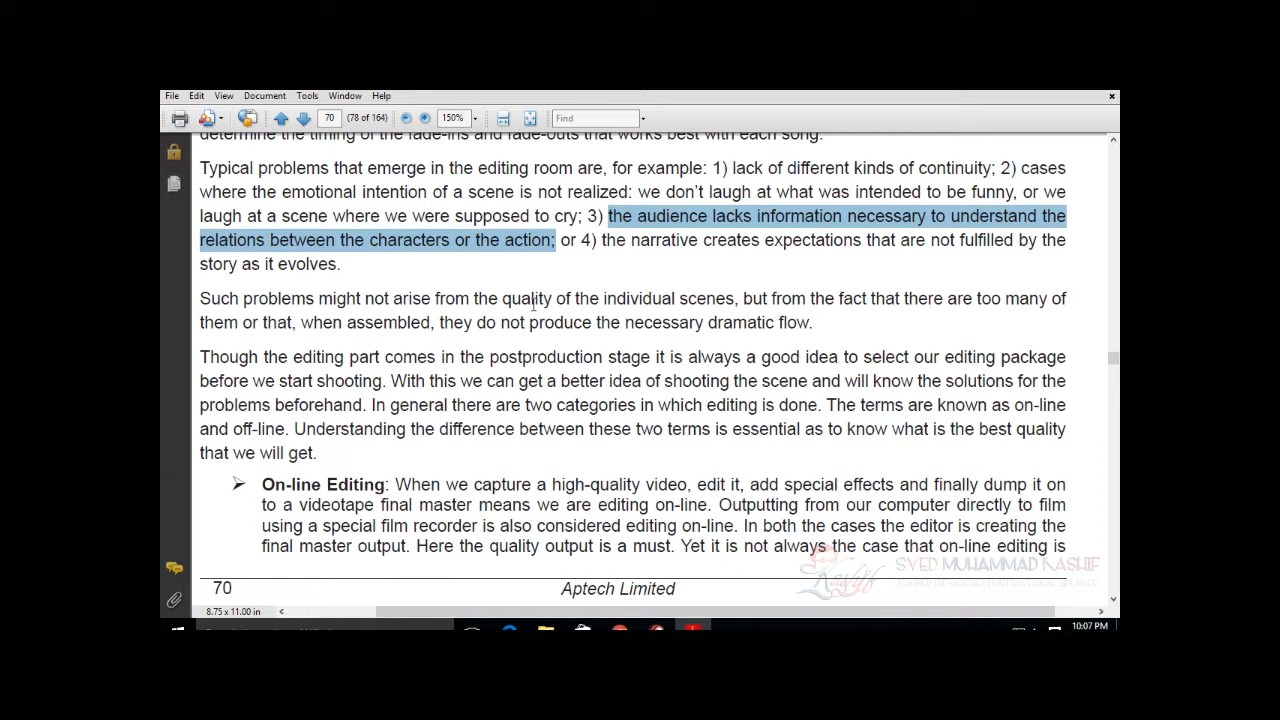 File Edit View Document Tools Window Help
70 (78 of 164) 150% Find
determine the timing of the fade-ins and fade-outs that works best with each song.
Typical problems that emerge in the editing room are, for example: 1) lack of different kinds of continuity; 2) cases
where the emotional intention of a scene is not realized: we don't laugh at what was intended to be funny, or we
laugh at a scene where we were supposed to cry; 3) the audience lacks information necessary to understand the
relations between the characters or the action; or 4) the narrative creates expectations that are not fulfilled by the
story as it evolves.
Such problems might not arise from the quality of the individual scenes, but from the fact that there are too many of
them or that, when assembled, they do not produce the necessary dramatic flow.
Though the editing part comes in the postproduction stage it is always a good idea to select our editing package
before we start shooting. With this we can get a better idea of shooting the scene and will know the solutions for the
problems beforehand. In general there are two categories in which editing is done. The terms are known as on-line
and off-line. Understanding the difference between these two terms is essential as to know what is the best quality
that we will get.
➢ On-line Editing: When we capture a high-quality video, edit it, add special effects and finally dump it on
to a videotape final master means we are editing on-line. Outputting from our computer directly to film
using a special film recorder is also considered editing on-line. In both the cases the editor is creating the
final master output. Here the quality output is a must. Yet it is not always the case that on-line editing is
SYED MUHAMMAD KASHIF
Kashif
70 Aptech Limited
8.75 x 11.00 in
10:07 PM